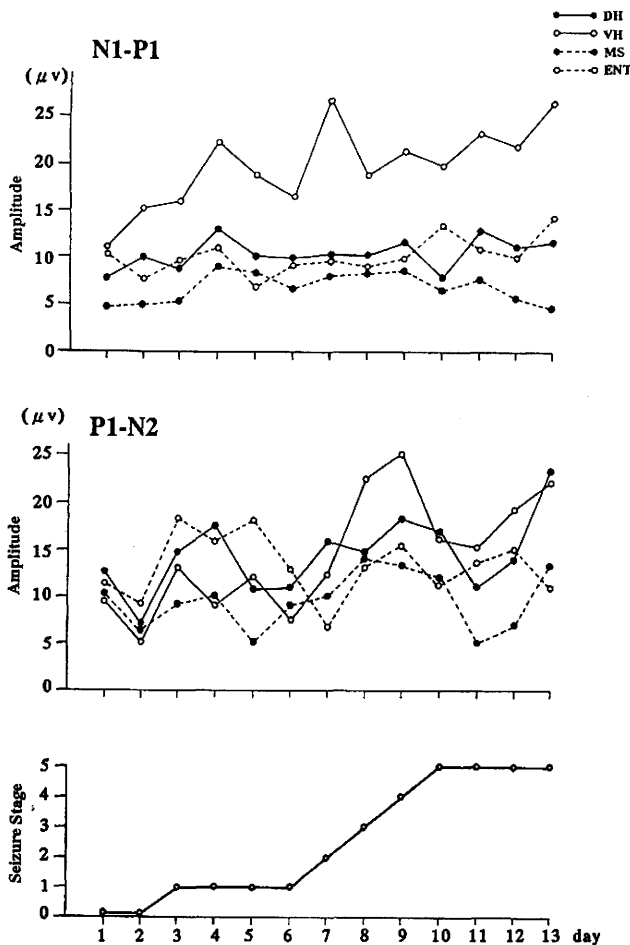 DH
VH
MS
ENT
N1-P1
(μv)
25
20
15
10
5
0
Amplitude
(μv)
P1-N2
25
20
15
10
5
0
Amplitude
5
4
3
2
1
0
Seizure Stage
1 2 3 4 5 6 7 8 9 10 11 12 13 day